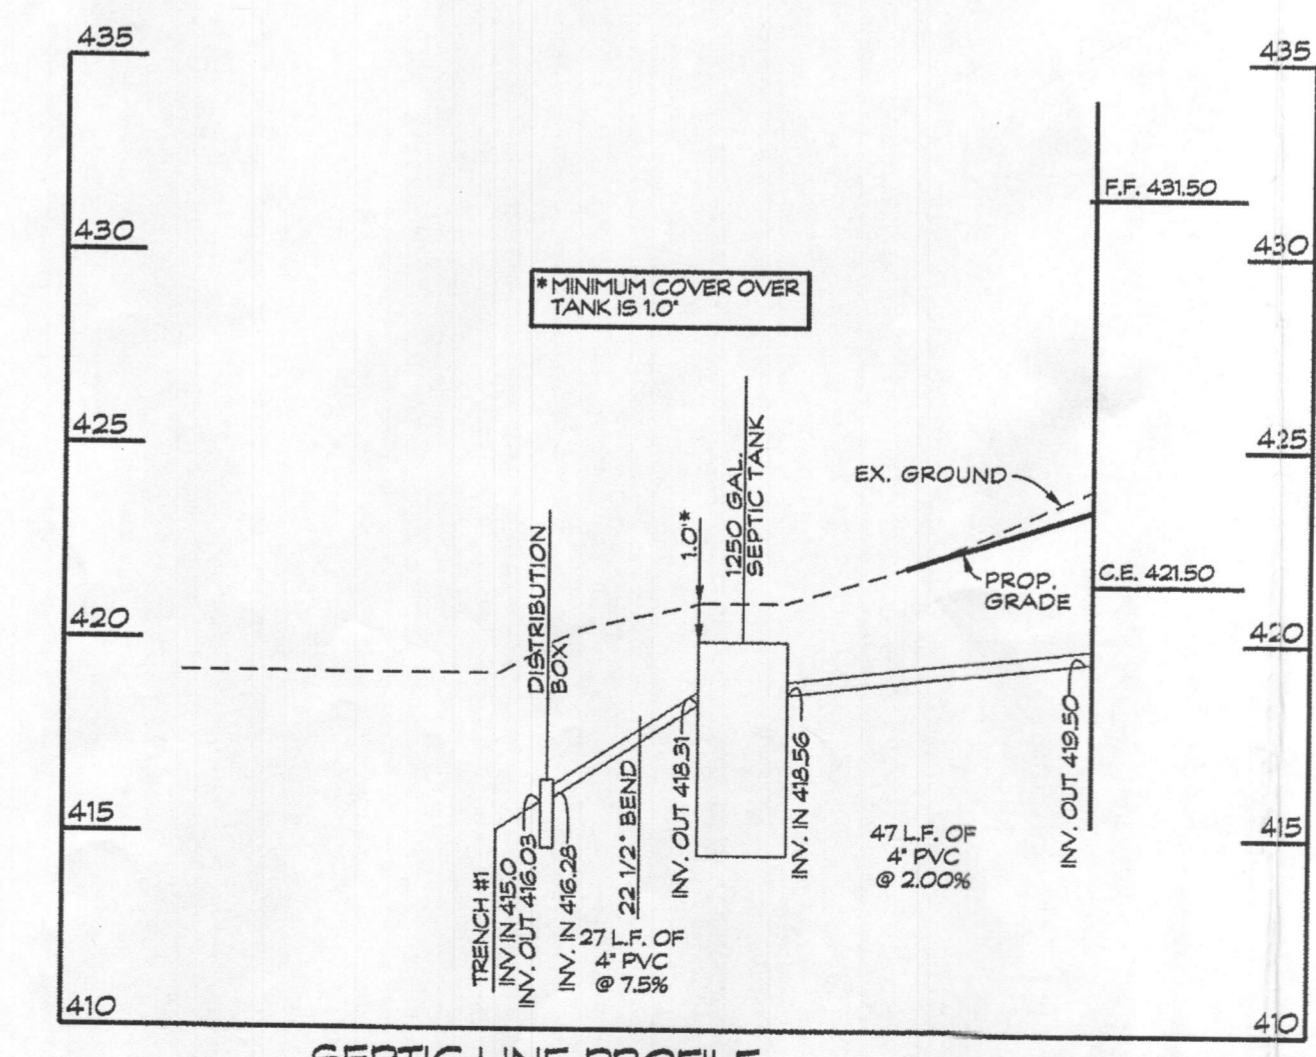 435
435
F.F. 431.50
430
430
* MINIMUM COVER OVER
TANK IS 1.0"
425
425
EX. GROUND
1250 GAL.
SEPTIC TANK
1.0'*
DISTRIBUTION
BOX
PROP.
GRADE
C.E. 421.50
420
420
415
415
TRENCH #1
INV IN 415.0
INV. OUT 416.03
INV. IN 416.28
22 1/2° BEND
27 L.F. OF
4" PVC
@ 7.5%
INV. OUT 418.31
INV. IN 418.56
47 L.F. OF
4" PVC
@ 2.00%
INV. OUT 419.50
410
410
SEPTIC LINE PROFILE